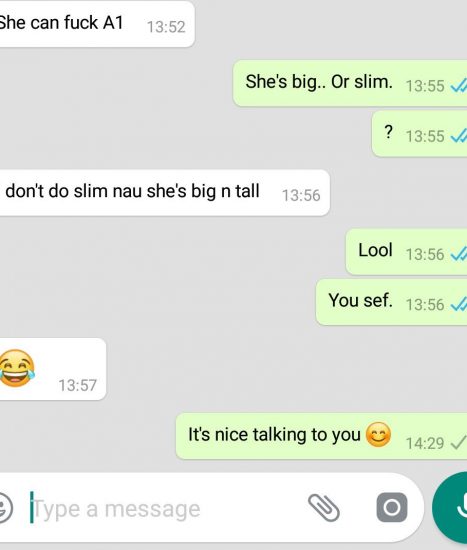 She can fuck A1 13:52
She's big.. Or slim. 13:55
? 13:55
don't do slim nau she's big n tall 13:56
Lool 13:56
You sef. 13:56
😂 13:57
It's nice talking to you 😊 14:29
Type a message